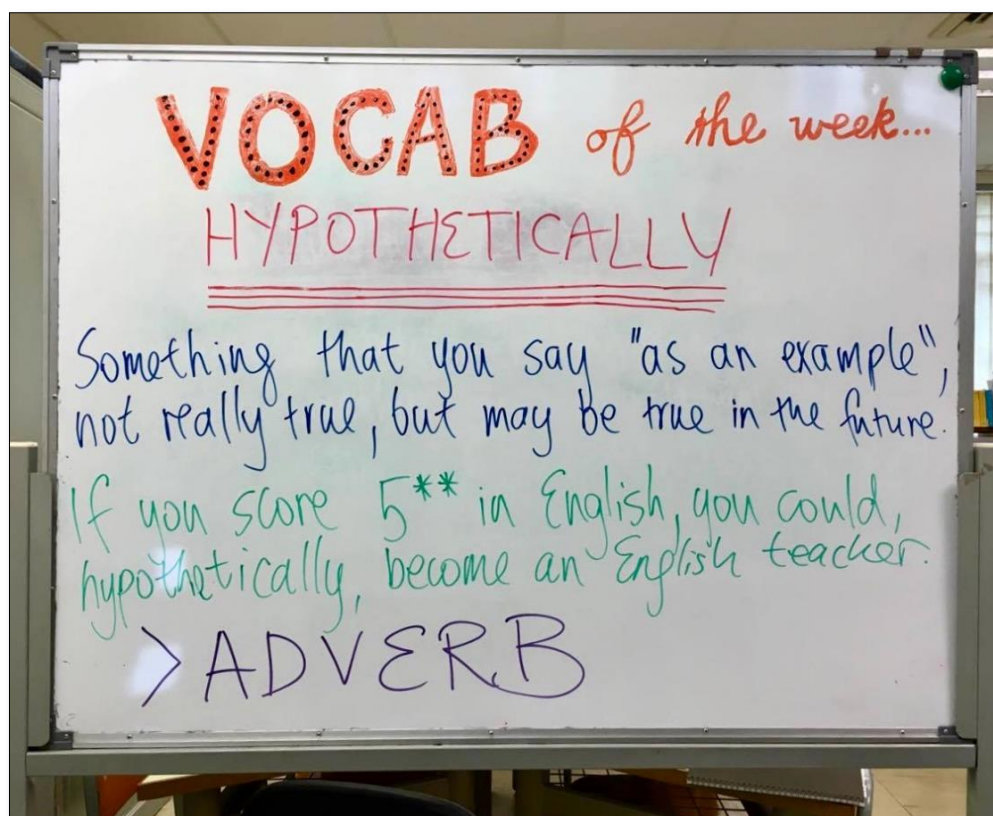 VOCAB of the week...
HYPOTHETICALLY
Something that you say "as an example",
not really true, but may be true in the future.
If you score 5** in English, you could,
hypothetically, become an English teacher.
> ADVERB